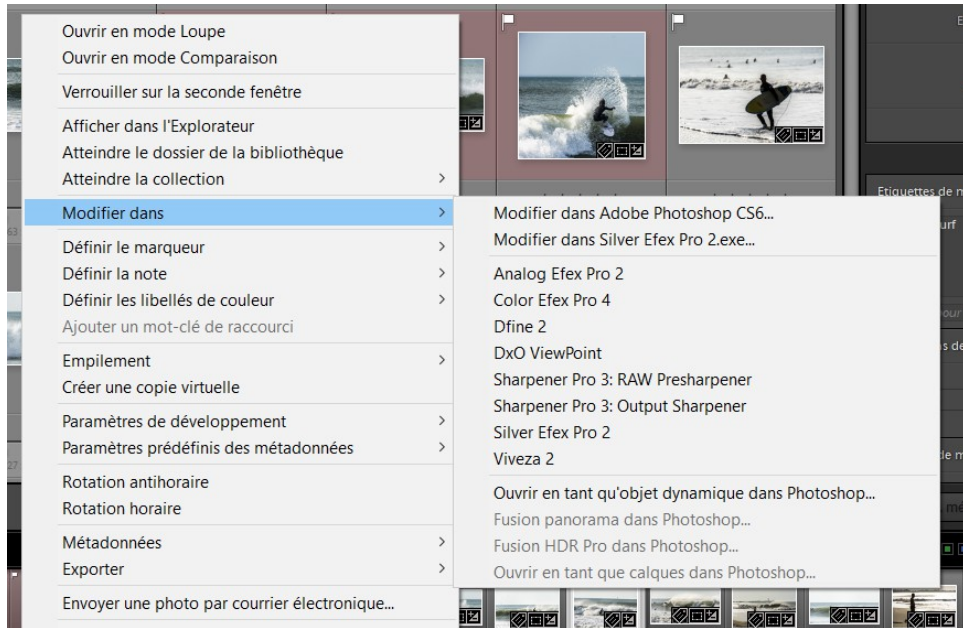 Ouvrir en mode Loupe
Ouvrir en mode Comparaison
Verrouiller sur la seconde fenêtre
Afficher dans l'Explorateur
Atteindre le dossier de la bibliothèque
Atteindre la collection
Etiquettes de
Modifier dans
Modifier dans Adobe Photoshop CS6...
urf
63
Modifier dans Silver Efex Pro 2.exe...
Définir le marqueur
Définir la note
Analog Efex Pro 2
Définir les libellés de couleur
Color Efex Pro 4
Ajouter un mot-clé de raccourci
Dfine 2
DxO ViewPoint
Empilement
Sharpener Pro 3: RAW Presharpener
Créer une copie virtuelle
Sharpener Pro 3: Output Sharpener
Paramètres de développement
Silver Efex Pro 2
Paramètres prédéfinis des métadonnées
Viveza 2
27
Rotation antihoraire
Ouvrir en tant qu'objet dynamique dans Photoshop...
Rotation horaire
Fusion panorama dans Photoshop...
Métadonnées
Fusion HDR Pro dans Photoshop...
Exporter
Ouvrir en tant que calques dans Photoshop...
Envoyer une photo par courrier électronique...